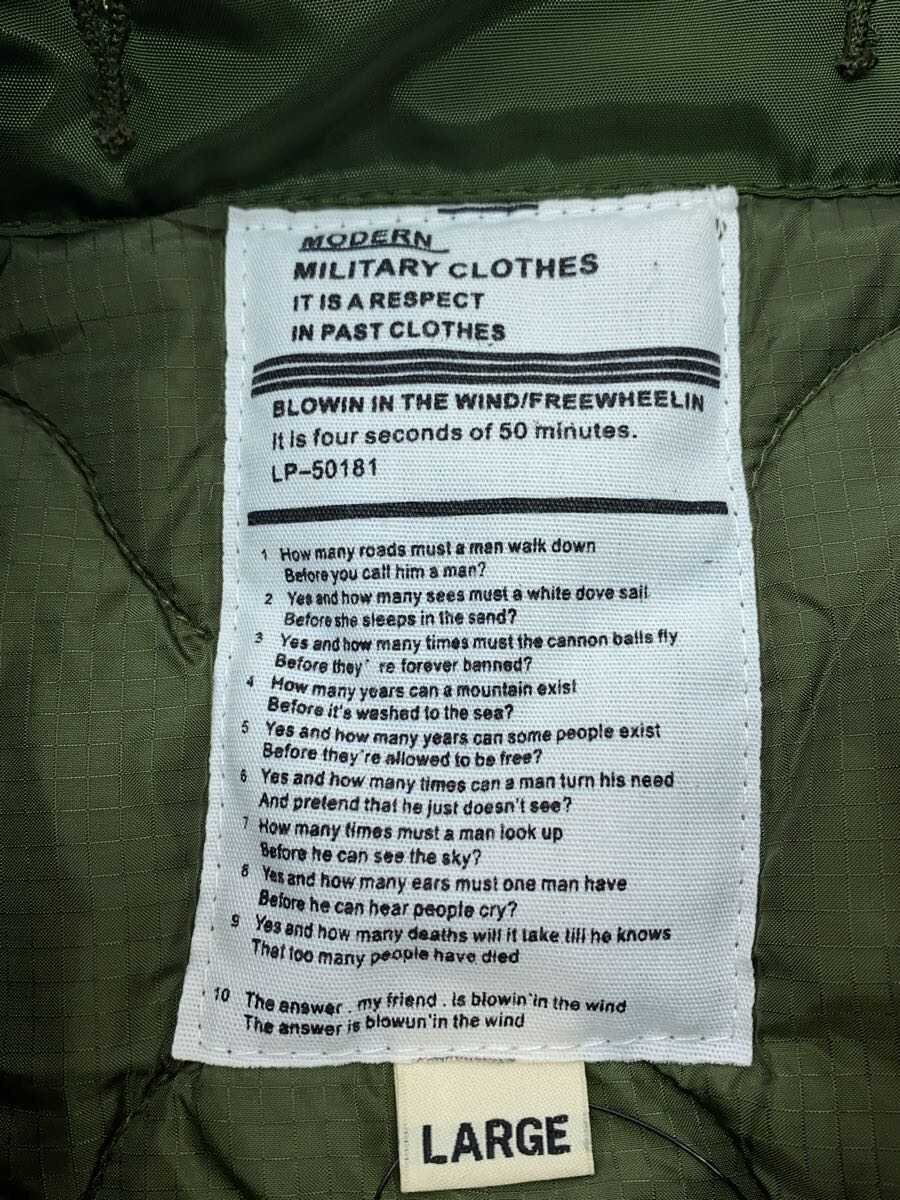 MODERN
MILITARY CLOTHES
IT IS A RESPECT
IN PAST CLOTHES
BLOWIN IN THE WIND/FREEWHEELIN
It is four seconds of 50 minutes.
LP-50181
1 How many roads must a man walk down
Before you call him a man?
2 Yes and how many sees must a white dove sail
Before she sleeps in the sand?
3 Yes and how many times must the cannon balls fly
Before they' re forever banned?
4 How many years can a mountain exist
Before it's washed to the sea?
5 Yes and how many years can some people exist
Before they're allowed to be free?
6 Yes and how many times can a man turn his need
And pretend that he just doesn't see?
7 How many times must a man look up
Before he can see the sky?
8 Yes and how many ears must one man have
Before he can hear people cry?
9 Yes and how many deaths will it take till he knows
That too many people have died
10 The answer . my friend . is blowin'in the wind
The answer is blowun'in the wind
LARGE